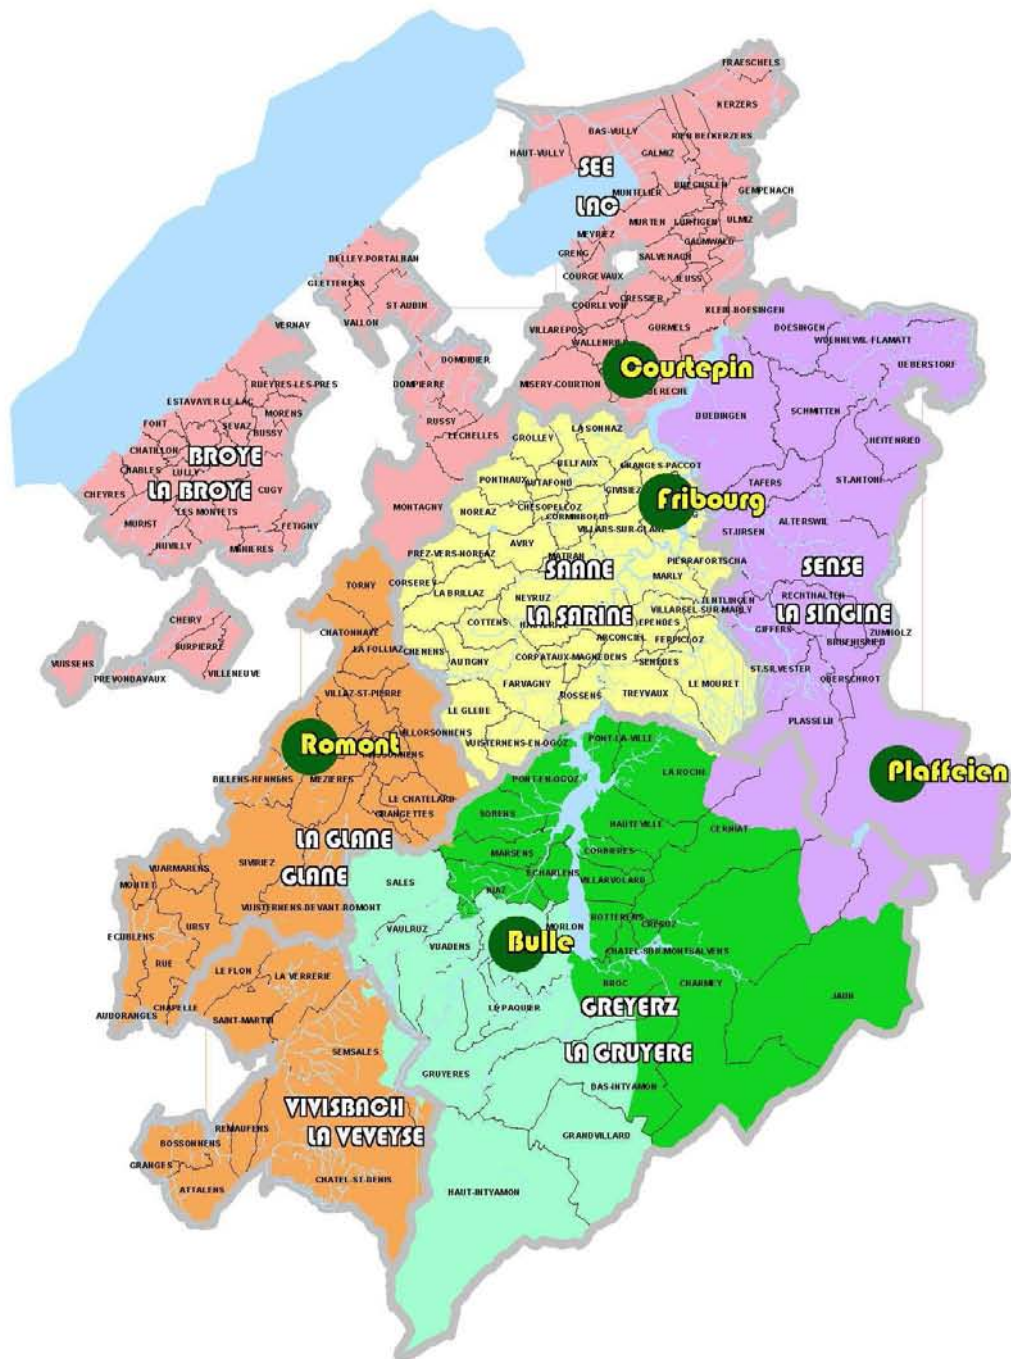 FRAESCHELS
KERZERS
BAS-VULLY
RIED BEI KERZERS
HAUT-VULLY
GALMIZ
SEE
LAC
MUNTELIER
BUECHSLEN
GEMPENACH
MURTEN
LURTIGEN
ULMIZ
MEYRIEZ
GRENG
SALVENACH
COURGEVAUX
JEUSS
DELLEY-PORTALBAN
GLETTERENS
ST-AUBIN
VALLON
VERNAY
COURLEVON
CRESSIER
KLEIN-BOESINGEN
VILLAREPOS
GURMELS
WALLENRIED
BOESINGEN
WUENNEWIL-FLAMATT
UEBERSTORF
DOMDIDIER
DOMPIERRE
Courtepin
MISERY-COURTION
RUEYRES-LES-PRES
ESTAVAYER-LE-LAC
MORENS
FONT
SEVAZ
BUSSY
RUSSY
LECHELLES
DUEDINGEN
SCHMITTEN
HEITENRIED
LA SONNAZ
GROLLEY
CHATILLON
BROYE
BELFAUX
GRANGES-PACCOT
CHABLES
LULLY
PONTHAUX
AUTAFOND
GIVISIEZ
TAFERS
ST.ANTONI
CHEYRES
LA BROYE
CUGY
CHESOPELLOZ
Fribourg
MONTAGNY
NOREAZ
CORMINBOEUF
LES MONTETS
MURIST
FETIGNY
VILLARS-SUR-GLANE
ALTERSWIL
ST.URSEN
NUVILLY
MENIERES
AVRY
PREZ-VERS-NOREAZ
MATRAN
PIERRAFORTSCHA
TORNY
CORSEREY
SAANE
MARLY
SENSE
LA BRILLAZ
NEYRUZ
TENTLINGEN
RECHTHALTEN
VILLARSEL-SUR-MARLY
LA SARINE
LA SINGINE
CHEIRY
COTTENS
HAUTERIVE
EPENDES
GIFFERS
ZUMHOLZ
CHATONNAYE
ARCONCIEL
FERPICLOZ
BRUENISRIED
SURPIERRE
LA FOLLIAZ
CHENENS
AUTIGNY
CORPATAUX-MAGNEDENS
SENEDES
ST.SILVESTER
VUISSENS
VILLENEUVE
PREVONDAVAUX
OBERSCHROT
FARVAGNY
LE MOURET
VILLAZ-ST-PIERRE
ROSSENS
TREYVAUX
LE GLEBE
PLASSELB
VILLORSONNENS
VUISTERNENS-EN-OGOZ
PONT-LA-VILLE
Romont
BILLENS-HENNENS
MEZIERES
PONT-EN-OGOZ
LA ROCHE
Plaffeien
LE CHATELARD
GRANGETTES
SORENS
HAUTEVILLE
CERNIAT
LA GLANE
GLANE
CORBIERES
MARSENS
SIVIRIEZ
ECHARLENS
VILLARVOLARD
VUARMARENS
SALES
RIAZ
MONTET
VUISTERNENS-DEVANT-ROMONT
BOTTERENS
CRESUZ
MORLON
URSY
VAULRUZ
VUADENS
Bulle
ECUBLENS
CHATEL-SUR-MONTSALVENS
RUE
LE FLON
LA VERRERIE
BROC
CHARMEY
JAUN
CHAPELLE
LE PAQUIER
GREYERZ
AUBORANGES
SAINT-MARTIN
LA GRUYERE
SEMSALES
GRUYERES
BAS-INTYAMON
VIVISBACH
LA VEVEYSE
REMAUFENS
BOSSONNENS
GRANDVILLARD
GRANGES
CHATEL-ST-DENIS
ATTALENS
HAUT-INTYAMON